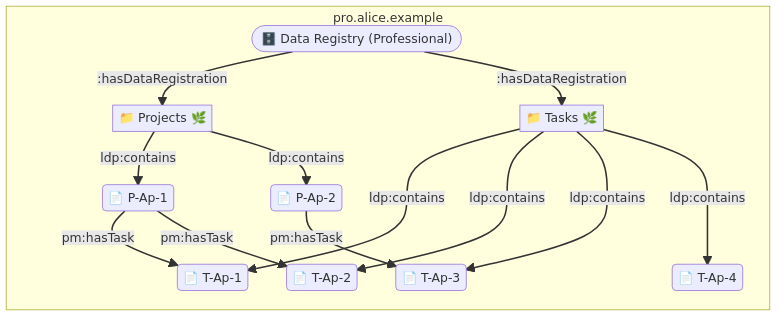 pro.alice.example
🗄️ Data Registry (Professional)
:hasDataRegistration :hasDataRegistration
📁 Projects 🌿 📁 Tasks 🌿
ldp:contains ldp:contains
📄 P-Ap-1 📄 P-Ap-2 ldp:contains ldp:contains ldp:contains ldp:contains
pm:hasTask pm:hasTask pm:hasTask
📄 T-Ap-1 📄 T-Ap-2 📄 T-Ap-3 📄 T-Ap-4